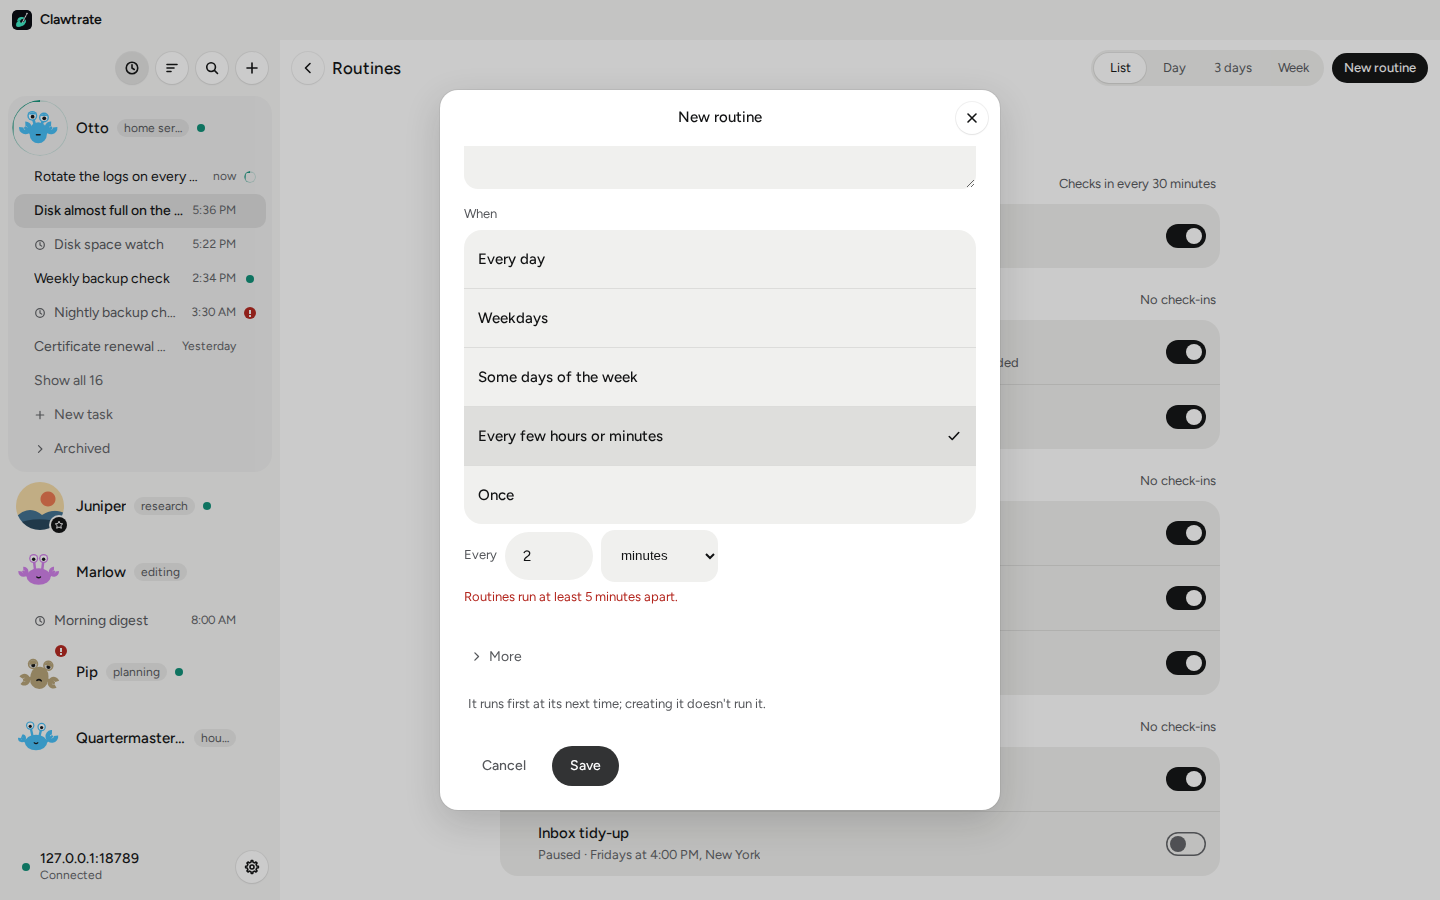 Clawtrate
Routines
List
Day
3 days
Week
New routine
Otto
home ser...
Rotate the logs on every ...
now
Disk almost full on the ...
5:36 PM
Disk space watch
5:22 PM
Weekly backup check
2:34 PM
Nightly backup ch...
3:30 AM
Certificate renewal ...
Yesterday
Show all 16
New task
Archived
Juniper
research
Marlow
editing
Morning digest
8:00 AM
Pip
planning
Quartermaster...
hou...
127.0.0.1:18789
Connected
New routine
When
Every day
Weekdays
Some days of the week
Every few hours or minutes
Once
Every
2
minutes
Routines run at least 5 minutes apart.
More
It runs first at its next time; creating it doesn't run it.
Cancel
Save
Checks in every 30 minutes
No check-ins
ded
No check-ins
No check-ins
Inbox tidy-up
Paused · Fridays at 4:00 PM, New York